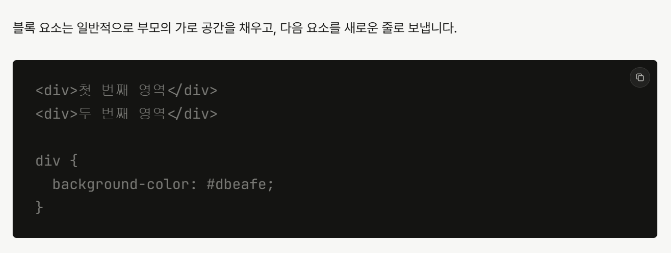 블록 요소는 일반적으로 부모의 가로 공간을 채우고, 다음 요소를 새로운 줄로 보냅니다.
<div>첫 번째 영역</div>
<div>두 번째 영역</div>
div {
  background-color: #dbeafe;
}